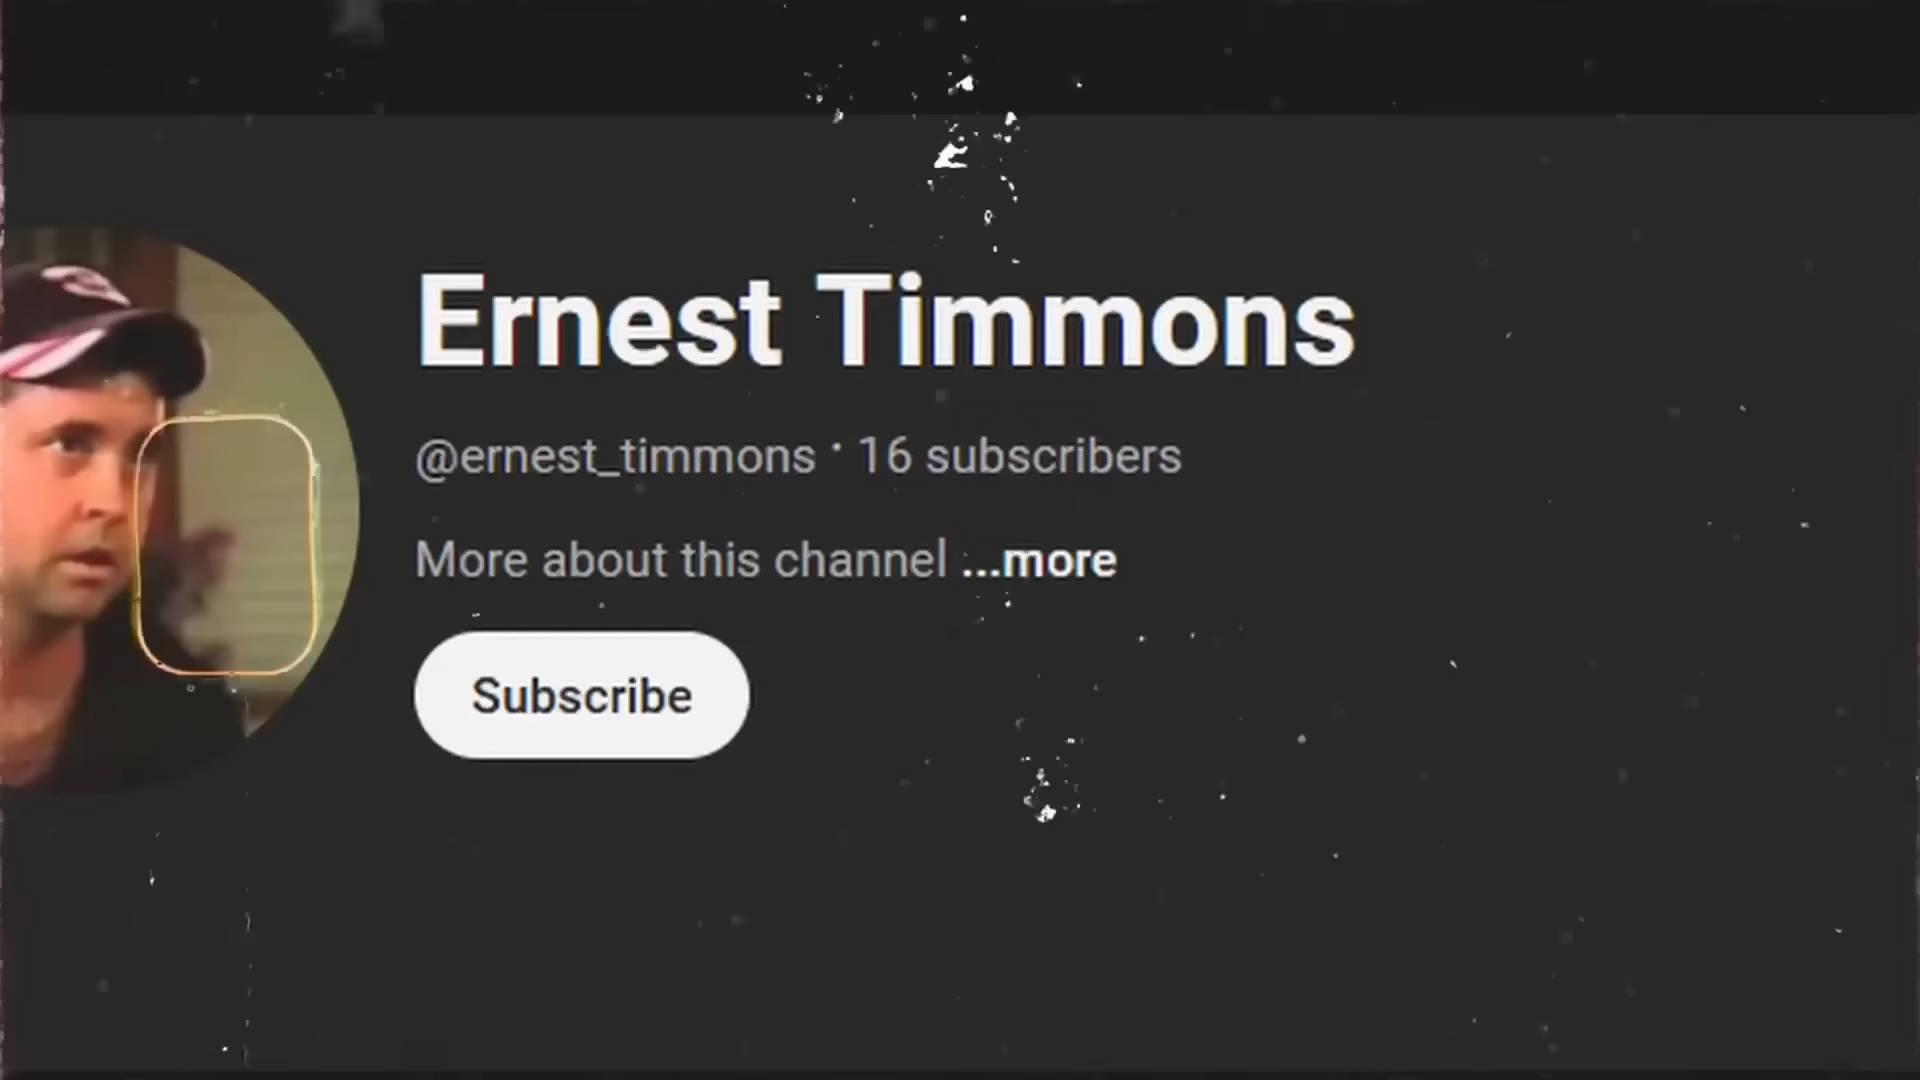 Ernest Timmons
@ernest_timmons · 16 subscribers
More about this channel ...more
Subscribe